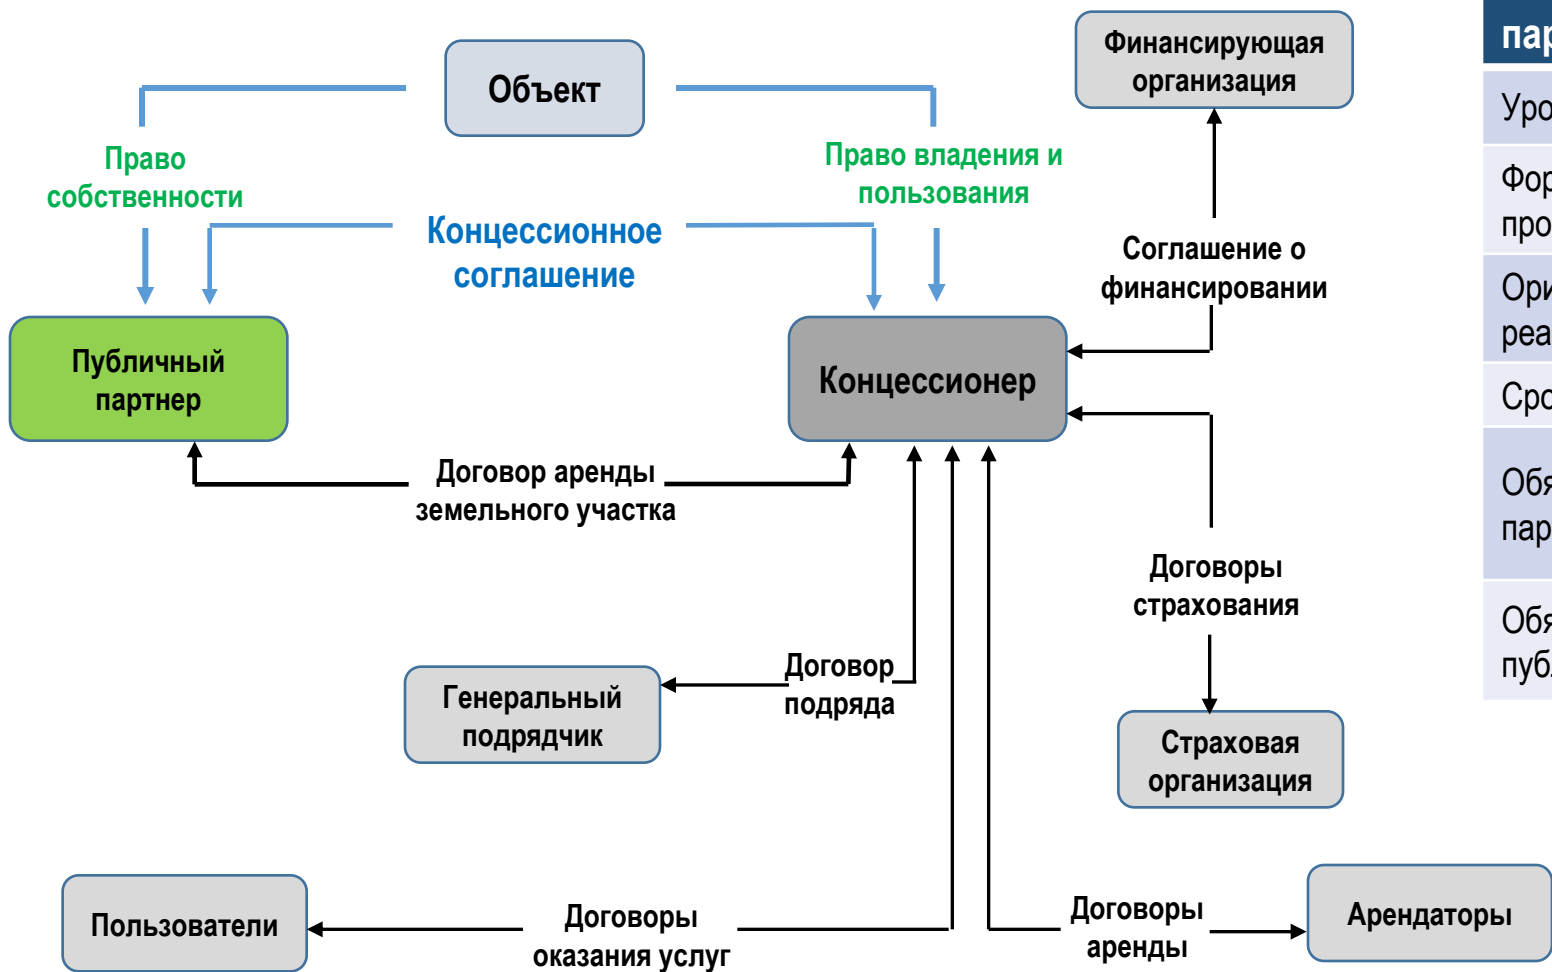 Объект
Финансирующая
организация
Право
собственности
Право владения и
пользования
Концессионное
соглашение
Соглашение о
финансировании
Публичный
партнер
Концессионер
Договор аренды
земельного участка
Договоры
страхования
Договор
подряда
Генеральный
подрядчик
Страховая
организация
Пользователи
Договоры
оказания услуг
Договоры
аренды
Арендаторы